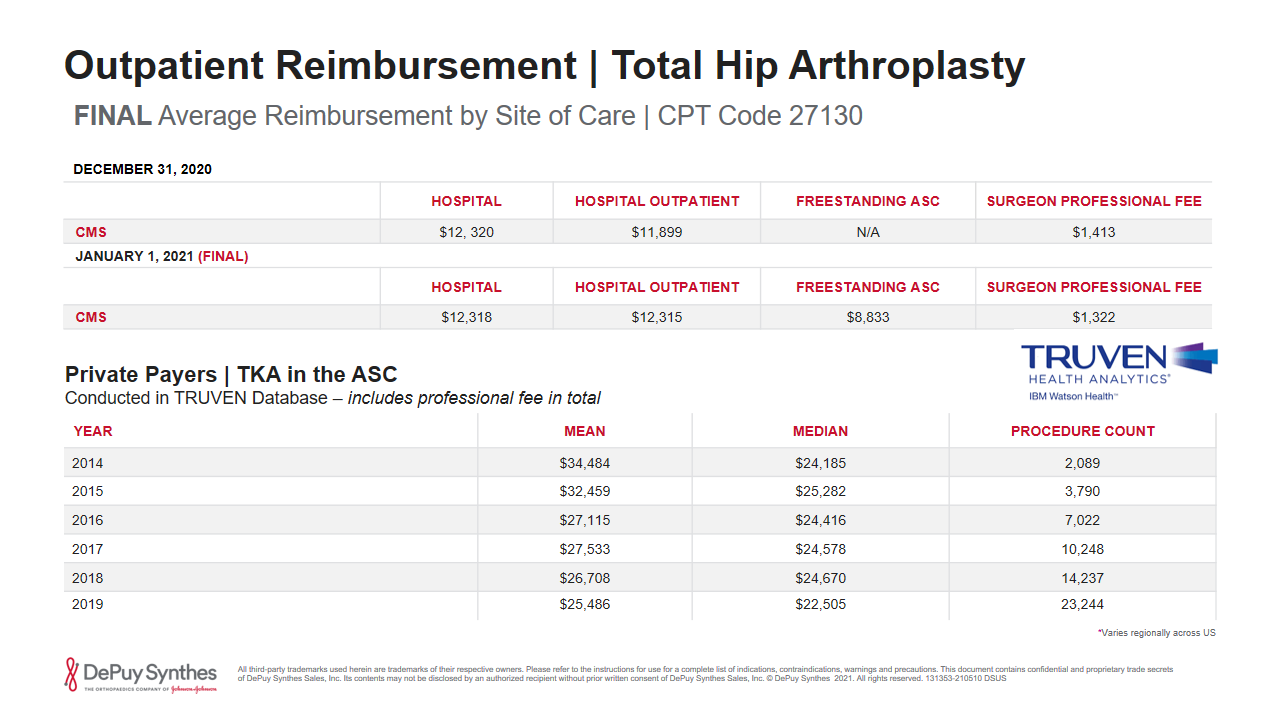 Outpatient Reimbursement | Total Hip Arthroplasty
FINAL Average Reimbursement by Site of Care | CPT Code 27130
DECEMBER 31, 2020
HOSPITAL HOSPITAL OUTPATIENT FREESTANDING ASC SURGEON PROFESSIONAL FEE
CMS $12, 320 $11,899 N/A $1,413
JANUARY 1, 2021 (FINAL)
HOSPITAL HOSPITAL OUTPATIENT FREESTANDING ASC SURGEON PROFESSIONAL FEE
CMS $12,318 $12,315 $8,833 $1,322
TRUVEN
HEALTH ANALYTICS®
IBM Watson Health™
Private Payers | TKA in the ASC
Conducted in TRUVEN Database – includes professional fee in total
YEAR MEAN MEDIAN PROCEDURE COUNT
2014 $34,484 $24,185 2,089
2015 $32,459 $25,282 3,790
2016 $27,115 $24,416 7,022
2017 $27,533 $24,578 10,248
2018 $26,708 $24,670 14,237
2019 $25,486 $22,505 23,244
*Varies regionally across US
DePuy Synthes
THE ORTHOPAEDICS COMPANY OF Johnson&Johnson
All third-party trademarks used herein are trademarks of their respective owners. Please refer to the instructions for use for a complete list of indications, contraindications, warnings and precautions. This document contains confidential and proprietary trade secrets
of DePuy Synthes Sales, Inc. Its contents may not be disclosed by an authorized recipient without prior written consent of DePuy Synthes Sales, Inc. © DePuy Synthes 2021. All rights reserved. 131353-210510 DSUS